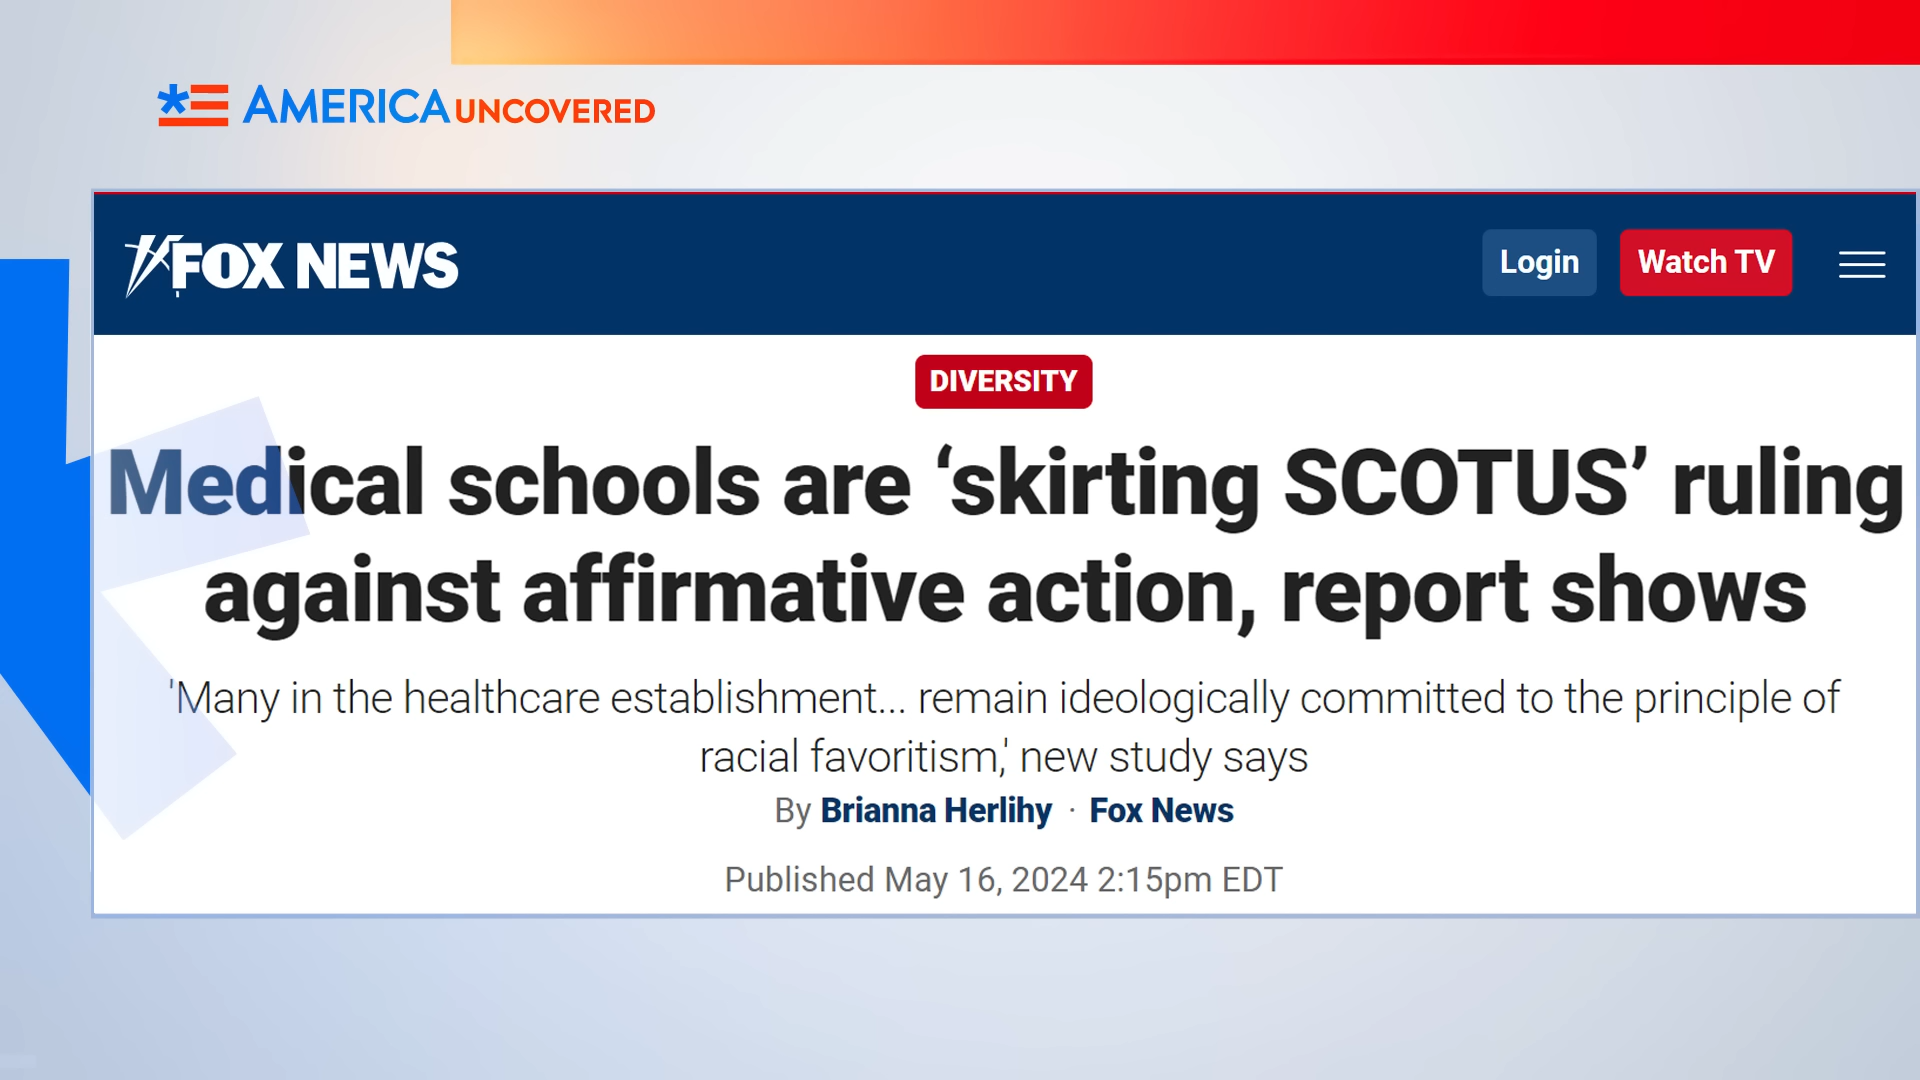 AMERICA UNCOVERED
FOX NEWS
Login
Watch TV
DIVERSITY
Medical schools are ‘skirting SCOTUS’ ruling
against affirmative action, report shows
'Many in the healthcare establishment... remain ideologically committed to the principle of
racial favoritism,' new study says
By Brianna Herlihy · Fox News
Published May 16, 2024 2:15pm EDT